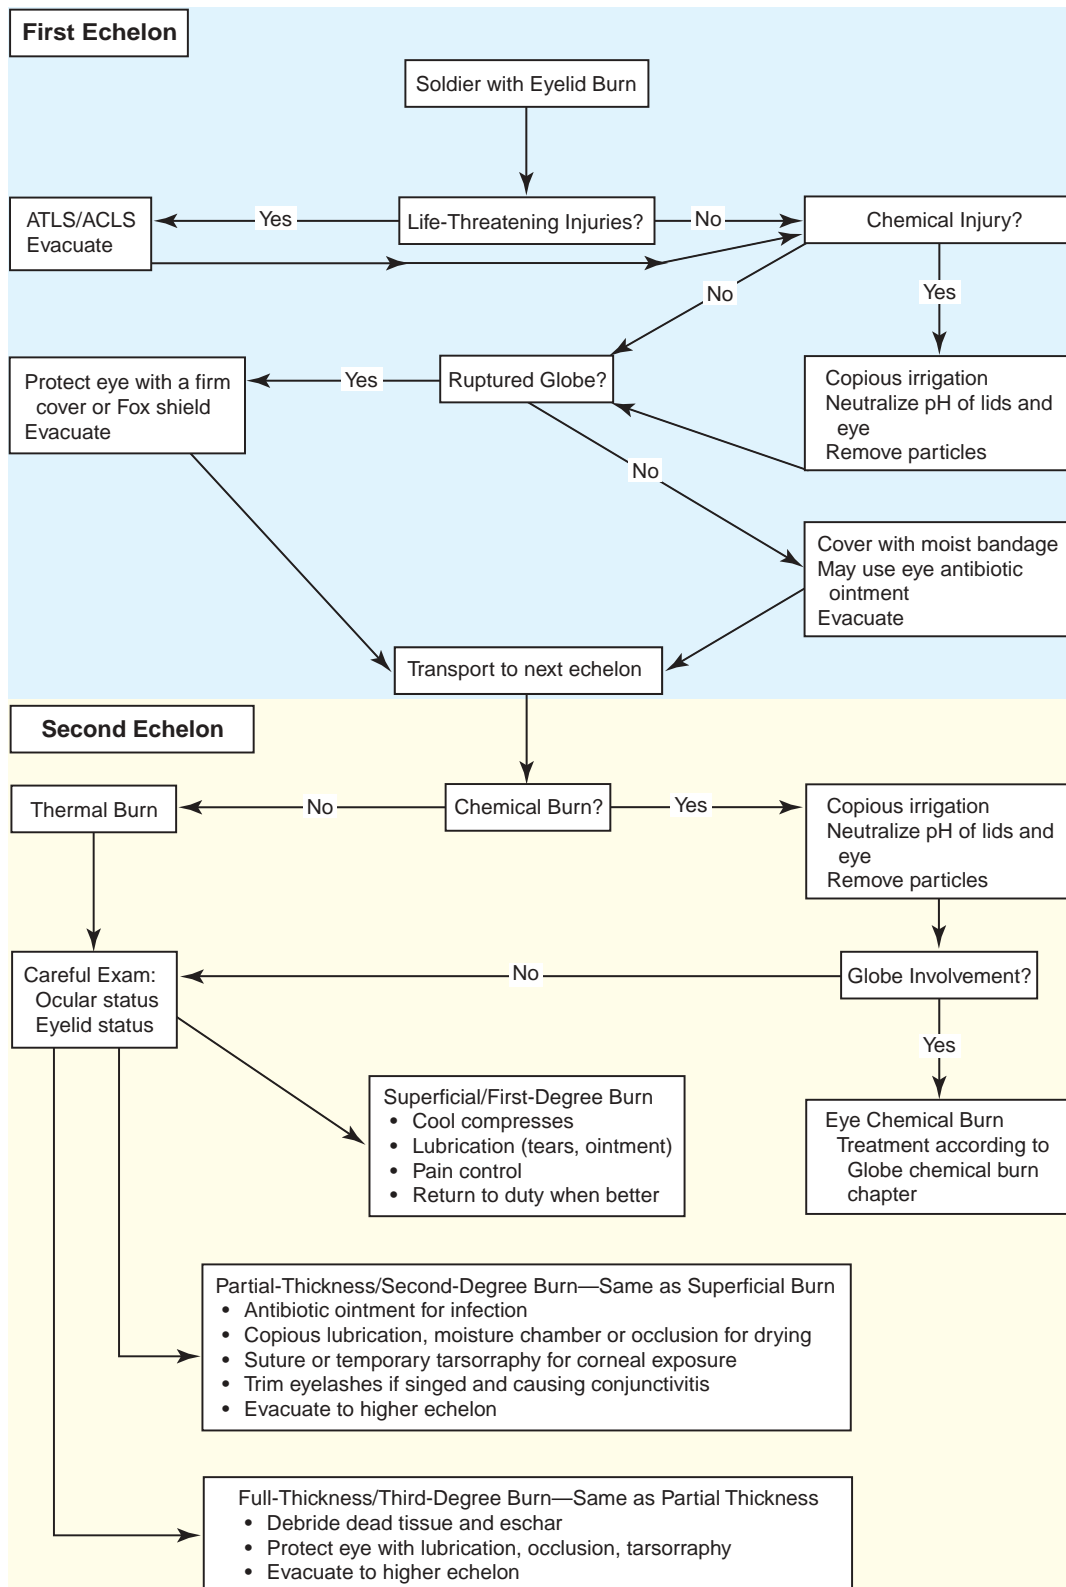 First Echelon
Soldier with Eyelid Burn
ATLS/ACLS
Evacuate
Yes
Life-Threatening Injuries?
No
Chemical Injury?
No
Yes
Protect eye with a firm
cover or Fox shield
Evacuate
Yes
Ruptured Globe?
Copious irrigation
Neutralize pH of lids and
eye
Remove particles
No
Cover with moist bandage
May use eye antibiotic
ointment
Evacuate
Transport to next echelon
Second Echelon
Thermal Burn
No
Chemical Burn?
Yes
Copious irrigation
Neutralize pH of lids and
eye
Remove particles
Careful Exam:
Ocular status
Eyelid status
No
Globe Involvement?
Yes
Superficial/First-Degree Burn
• Cool compresses
• Lubrication (tears, ointment)
• Pain control
• Return to duty when better
Eye Chemical Burn
Treatment according to
Globe chemical burn
chapter
Partial-Thickness/Second-Degree Burn—Same as Superficial Burn
• Antibiotic ointment for infection
• Copious lubrication, moisture chamber or occlusion for drying
• Suture or temporary tarsorraphy for corneal exposure
• Trim eyelashes if singed and causing conjunctivitis
• Evacuate to higher echelon
Full-Thickness/Third-Degree Burn—Same as Partial Thickness
• Debride dead tissue and eschar
• Protect eye with lubrication, occlusion, tarsorraphy
• Evacuate to higher echelon